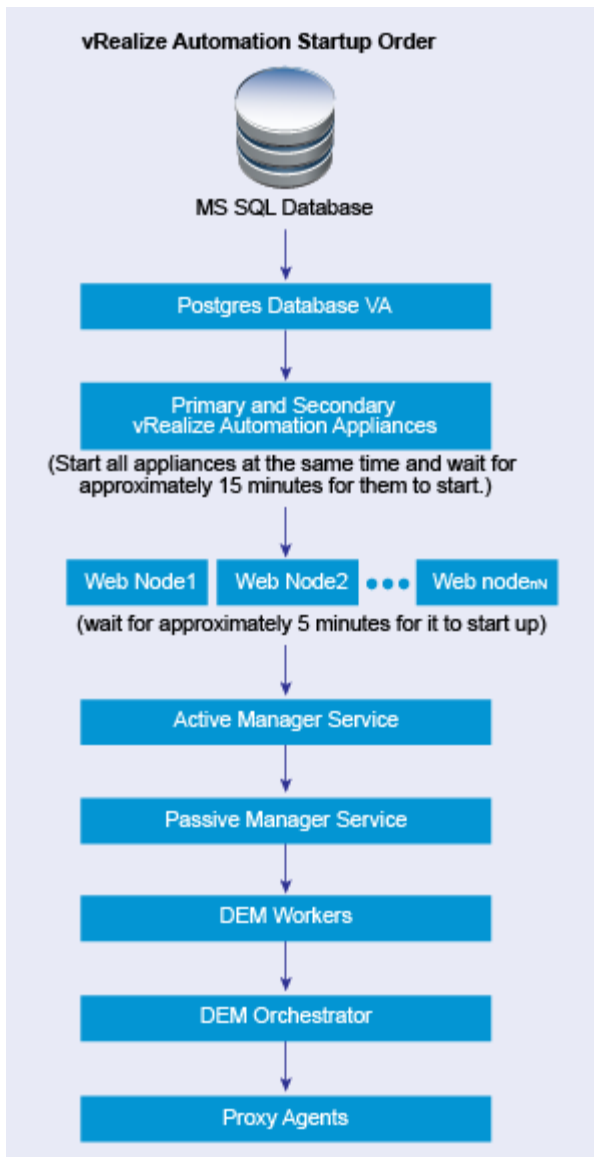 vRealize Automation Startup Order
MS SQL Database
Postgres Database VA
Primary and Secondary
vRealize Automation Appliances
(Start all appliances at the same time and wait for
approximately 15 minutes for them to start.)
Web Node1 Web Node2 ••• Web nodenN
(wait for approximately 5 minutes for it to start up)
Active Manager Service
Passive Manager Service
DEM Workers
DEM Orchestrator
Proxy Agents